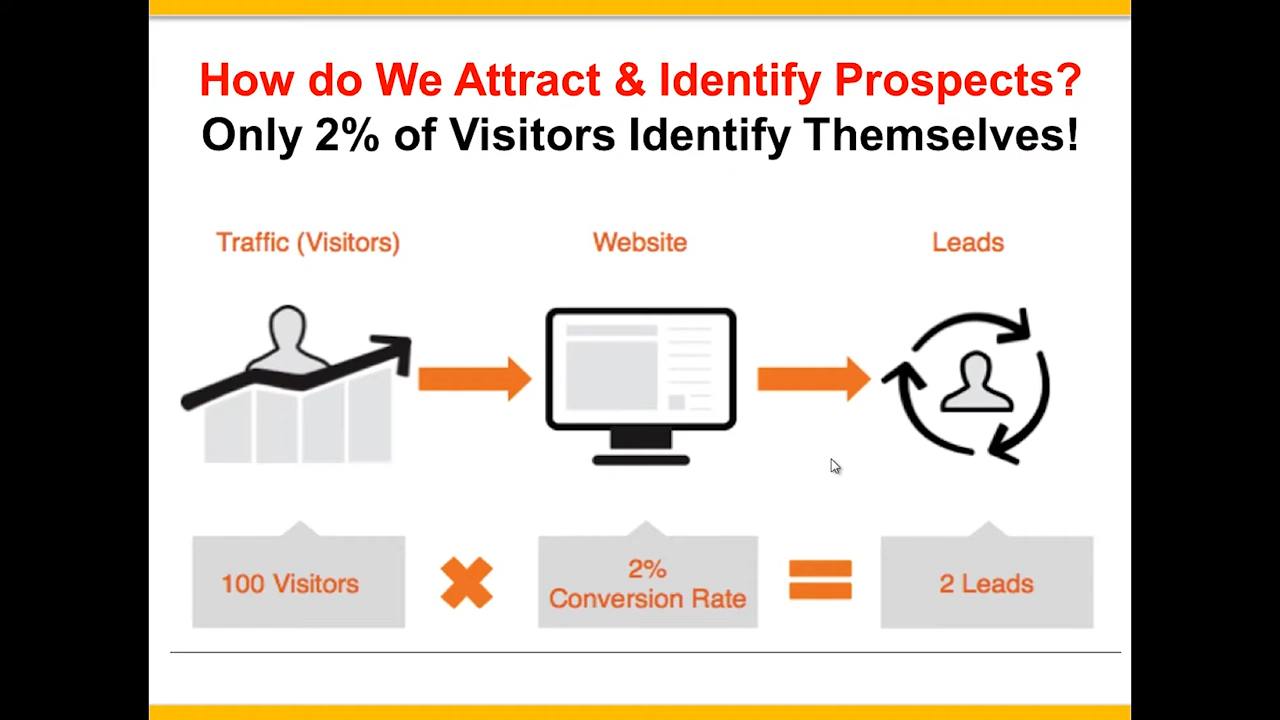 How do We Attract & Identify Prospects?
Only 2% of Visitors Identify Themselves!
Traffic (Visitors)
Website
Leads
100 Visitors
2%
Conversion Rate
2 Leads